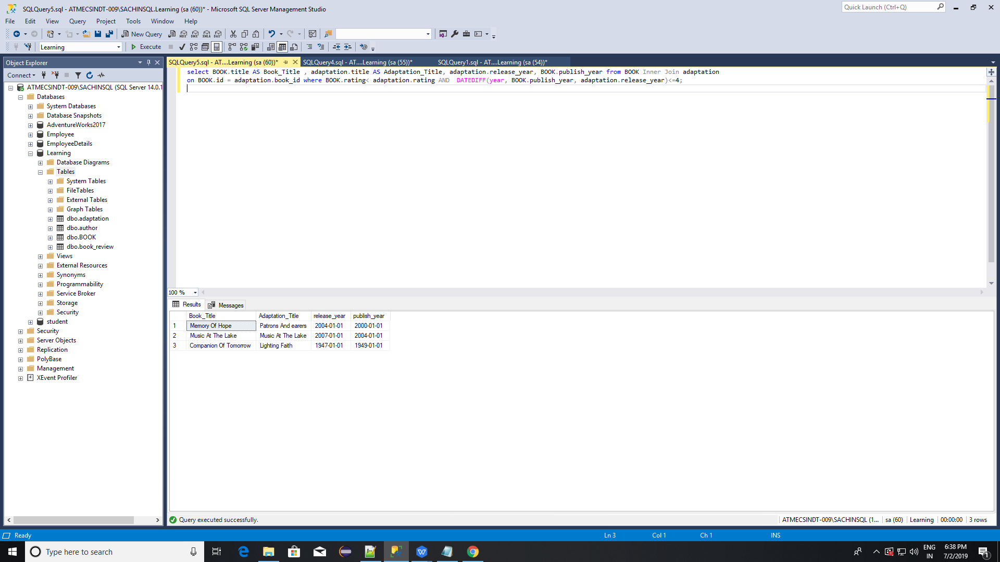 SQLQuery5.sql - ATMECSINDT-009\SACHINSQL.Learning (sa (60))* - Microsoft SQL Server Management Studio
Quick Launch (Ctrl+Q)
File Edit View Query Project Tools Window Help
New Query
MDX DMX XMLA DAX
Learning
Execute
Object Explorer
SQLQuery5.sql - AT....Learning (sa (60))*
SQLQuery4.sql - AT....Learning (sa (55))*
SQLQuery1.sql - AT....Learning (sa (54))*
Connect
select BOOK.title AS Book_Title , adaptation.title AS Adaptation_Title, adaptation.release_year, BOOK.publish_year from BOOK Inner Join adaptation
on BOOK.id = adaptation.book_id where BOOK.rating< adaptation.rating AND  DATEDIFF(year, BOOK.publish_year, adaptation.release_year)<=4;
ATMECSINDT-009\SACHINSQL (SQL Server 14.0.1
Databases
System Databases
Database Snapshots
AdventureWorks2017
Employee
EmployeeDetails
Learning
Database Diagrams
Tables
System Tables
FileTables
External Tables
Graph Tables
dbo.adaptation
dbo.author
dbo.BOOK
dbo.book_review
Views
External Resources
Synonyms
Programmability
Service Broker
Storage
Security
student
Security
Server Objects
Replication
PolyBase
Management
XEvent Profiler
100 %
Results Messages
Book_Title Adaptation_Title release_year publish_year
1 Memory Of Hope Patrons And earers 2004-01-01 2000-01-01
2 Music At The Lake Music At The Lake 2007-01-01 2004-01-01
3 Companion Of Tomorrow Lighting Faith 1947-01-01 1949-01-01
Query executed successfully.
ATMECSINDT-009\SACHINSQL (1... sa (60) Learning 00:00:00 3 rows
Ready
Ln 3 Col 1 Ch 1 INS
Type here to search
ENG
IN
6:38 PM
7/2/2019
1